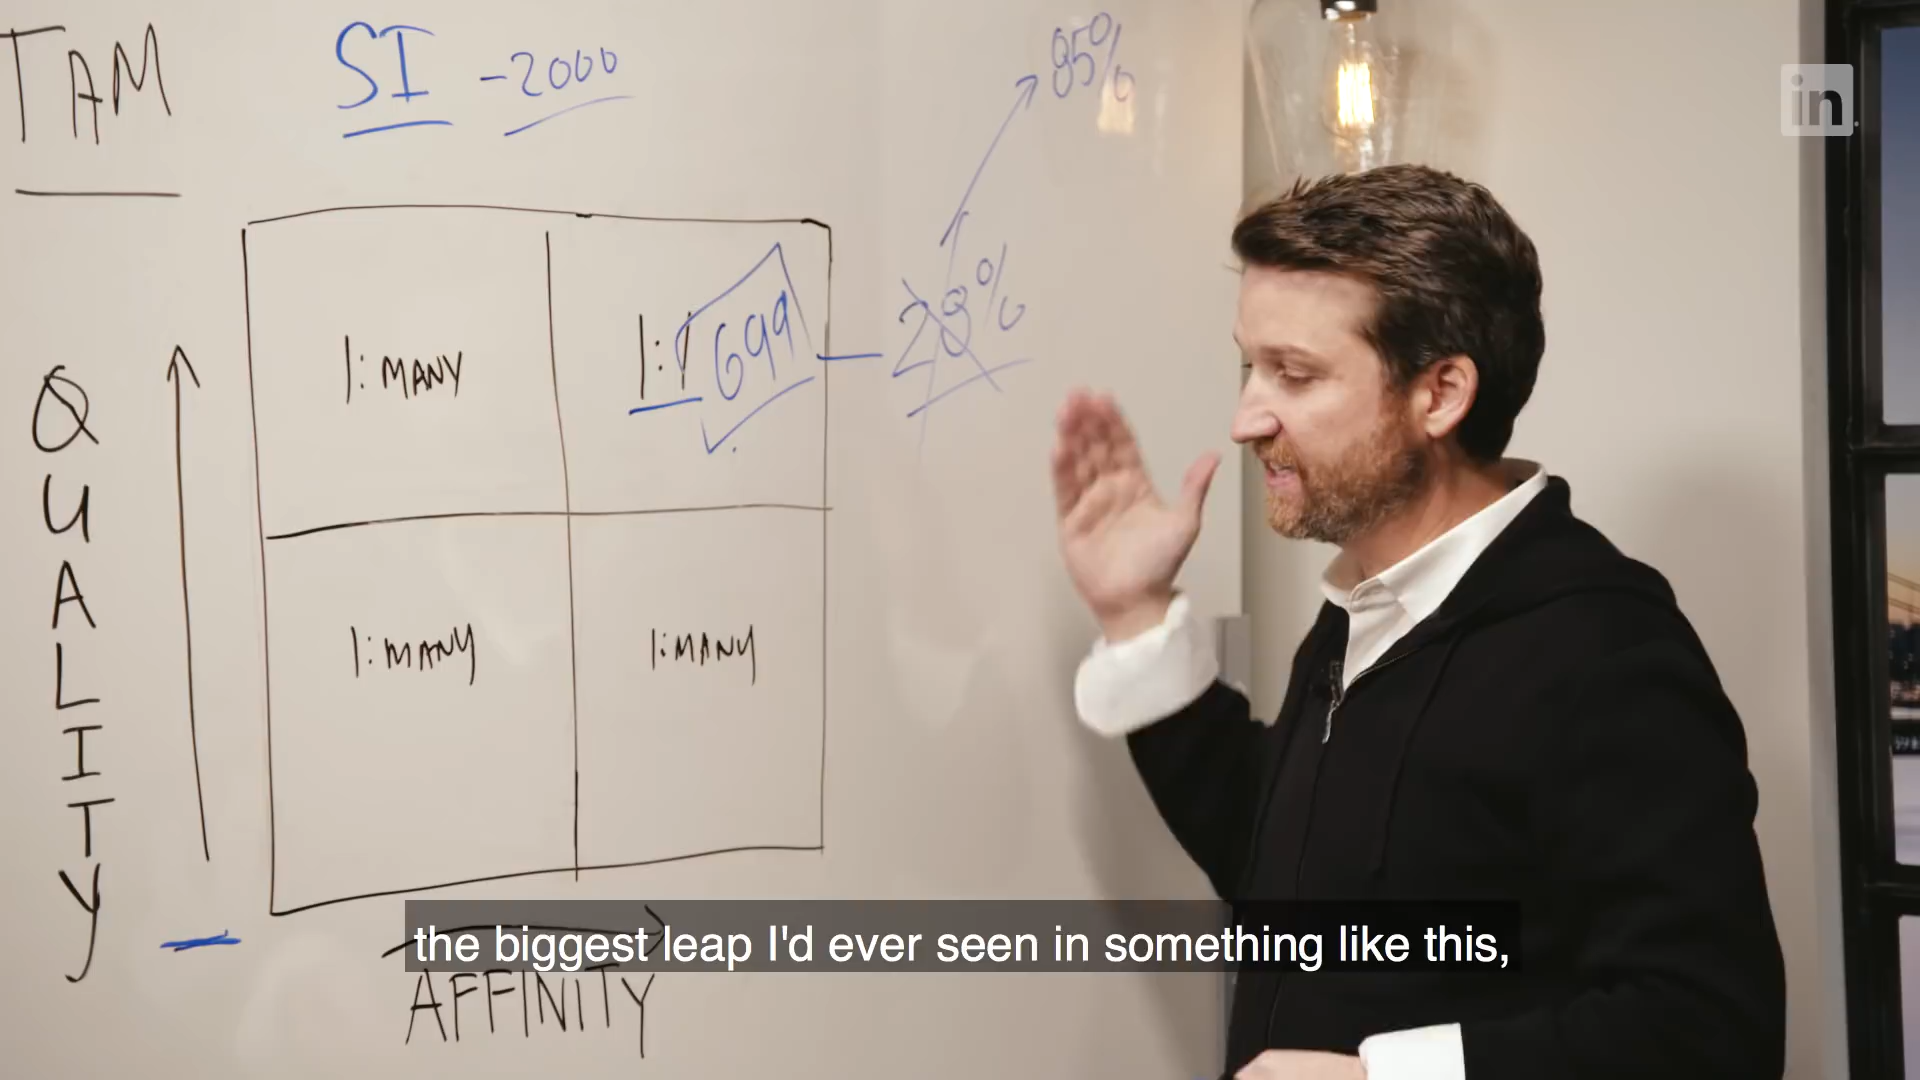 TAM
SI -2000
85%
in
1:MANY
1:1
699
28%
QUALITY
1:MANY
1:MANY
the biggest leap I'd ever seen in something like this,
AFFINITY